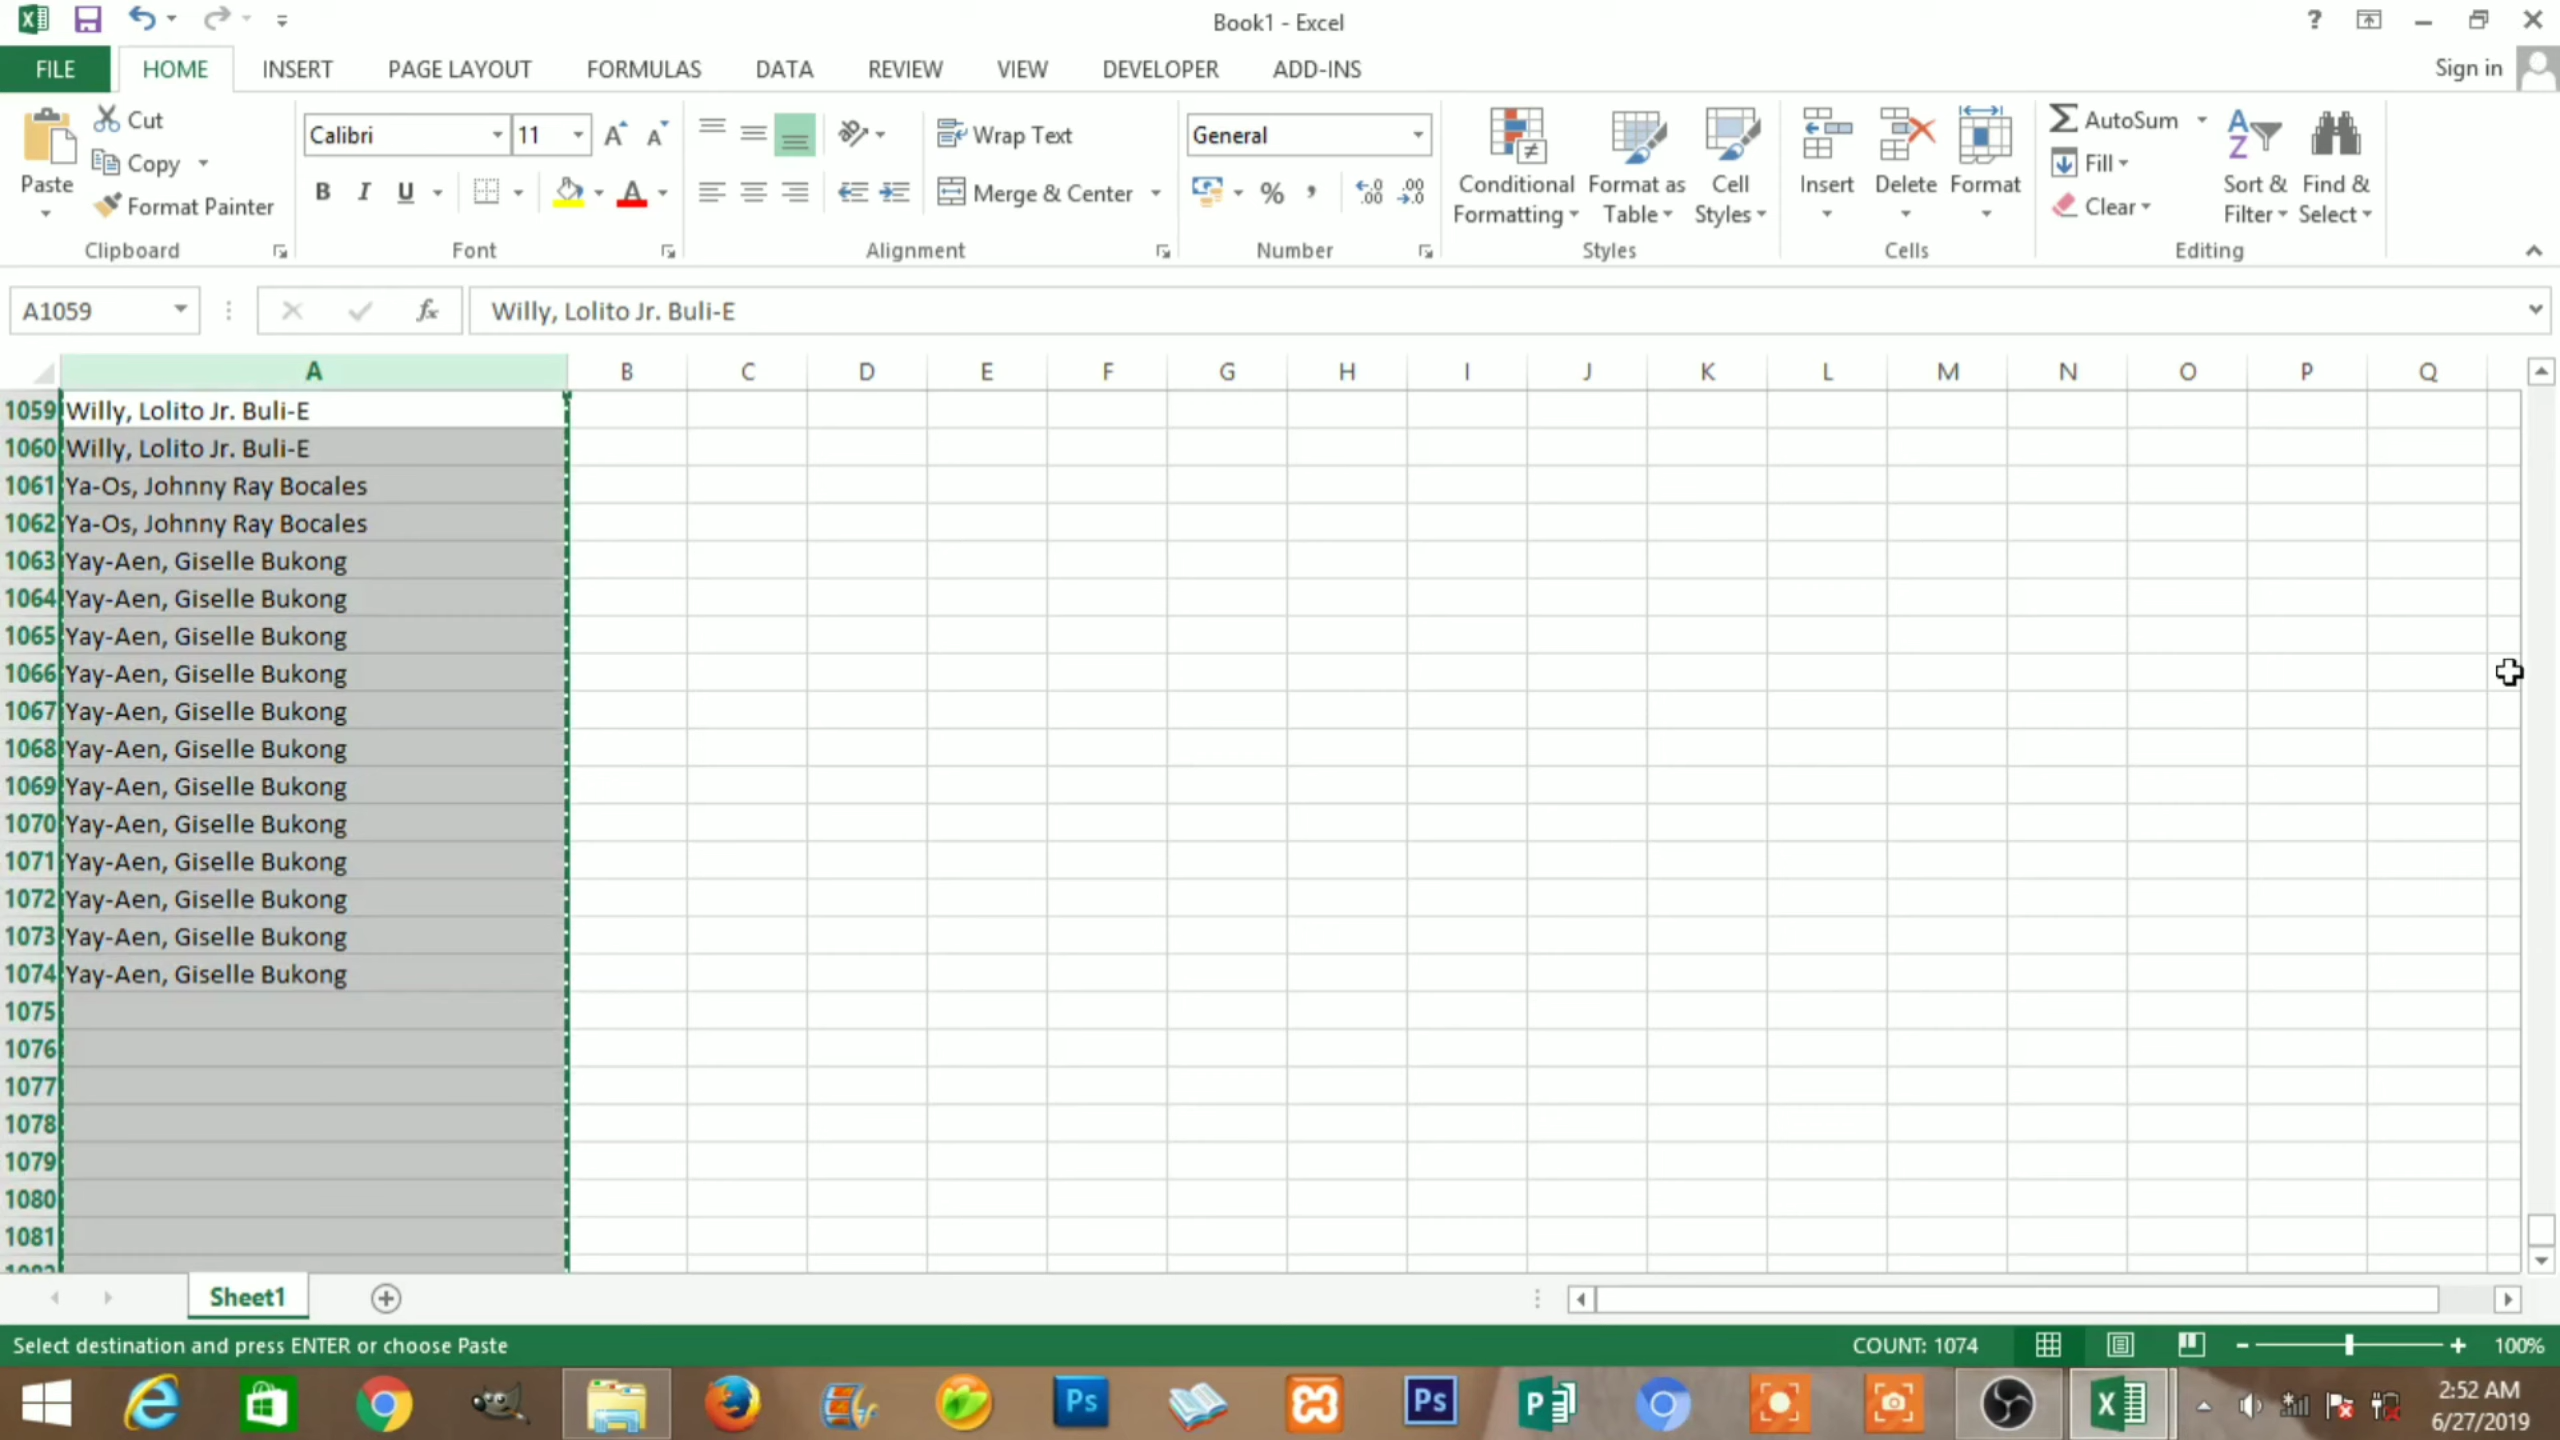 Book1 - Excel
FILE HOME INSERT PAGE LAYOUT FORMULAS DATA REVIEW VIEW DEVELOPER ADD-INS Sign in
Paste Cut Copy Format Painter Clipboard
Calibri 11 B I U Font
Wrap Text Merge & Center Alignment
General % , .00 Number
Conditional Formatting Format as Table Cell Styles Styles
Insert Delete Format Cells
AutoSum Fill Clear Sort & Filter Find & Select Editing
A1059 fx Willy, Lolito Jr. Buli-E
A B C D E F G H I J K L M N O P Q
1059 Willy, Lolito Jr. Buli-E
1060 Willy, Lolito Jr. Buli-E
1061 Ya-Os, Johnny Ray Bocales
1062 Ya-Os, Johnny Ray Bocales
1063 Yay-Aen, Giselle Bukong
1064 Yay-Aen, Giselle Bukong
1065 Yay-Aen, Giselle Bukong
1066 Yay-Aen, Giselle Bukong
1067 Yay-Aen, Giselle Bukong
1068 Yay-Aen, Giselle Bukong
1069 Yay-Aen, Giselle Bukong
1070 Yay-Aen, Giselle Bukong
1071 Yay-Aen, Giselle Bukong
1072 Yay-Aen, Giselle Bukong
1073 Yay-Aen, Giselle Bukong
1074 Yay-Aen, Giselle Bukong
1075
1076
1077
1078
1079
1080
1081
Sheet1
Select destination and press ENTER or choose Paste COUNT: 1074 100%
Ps Ps 2:52 AM
6/27/2019